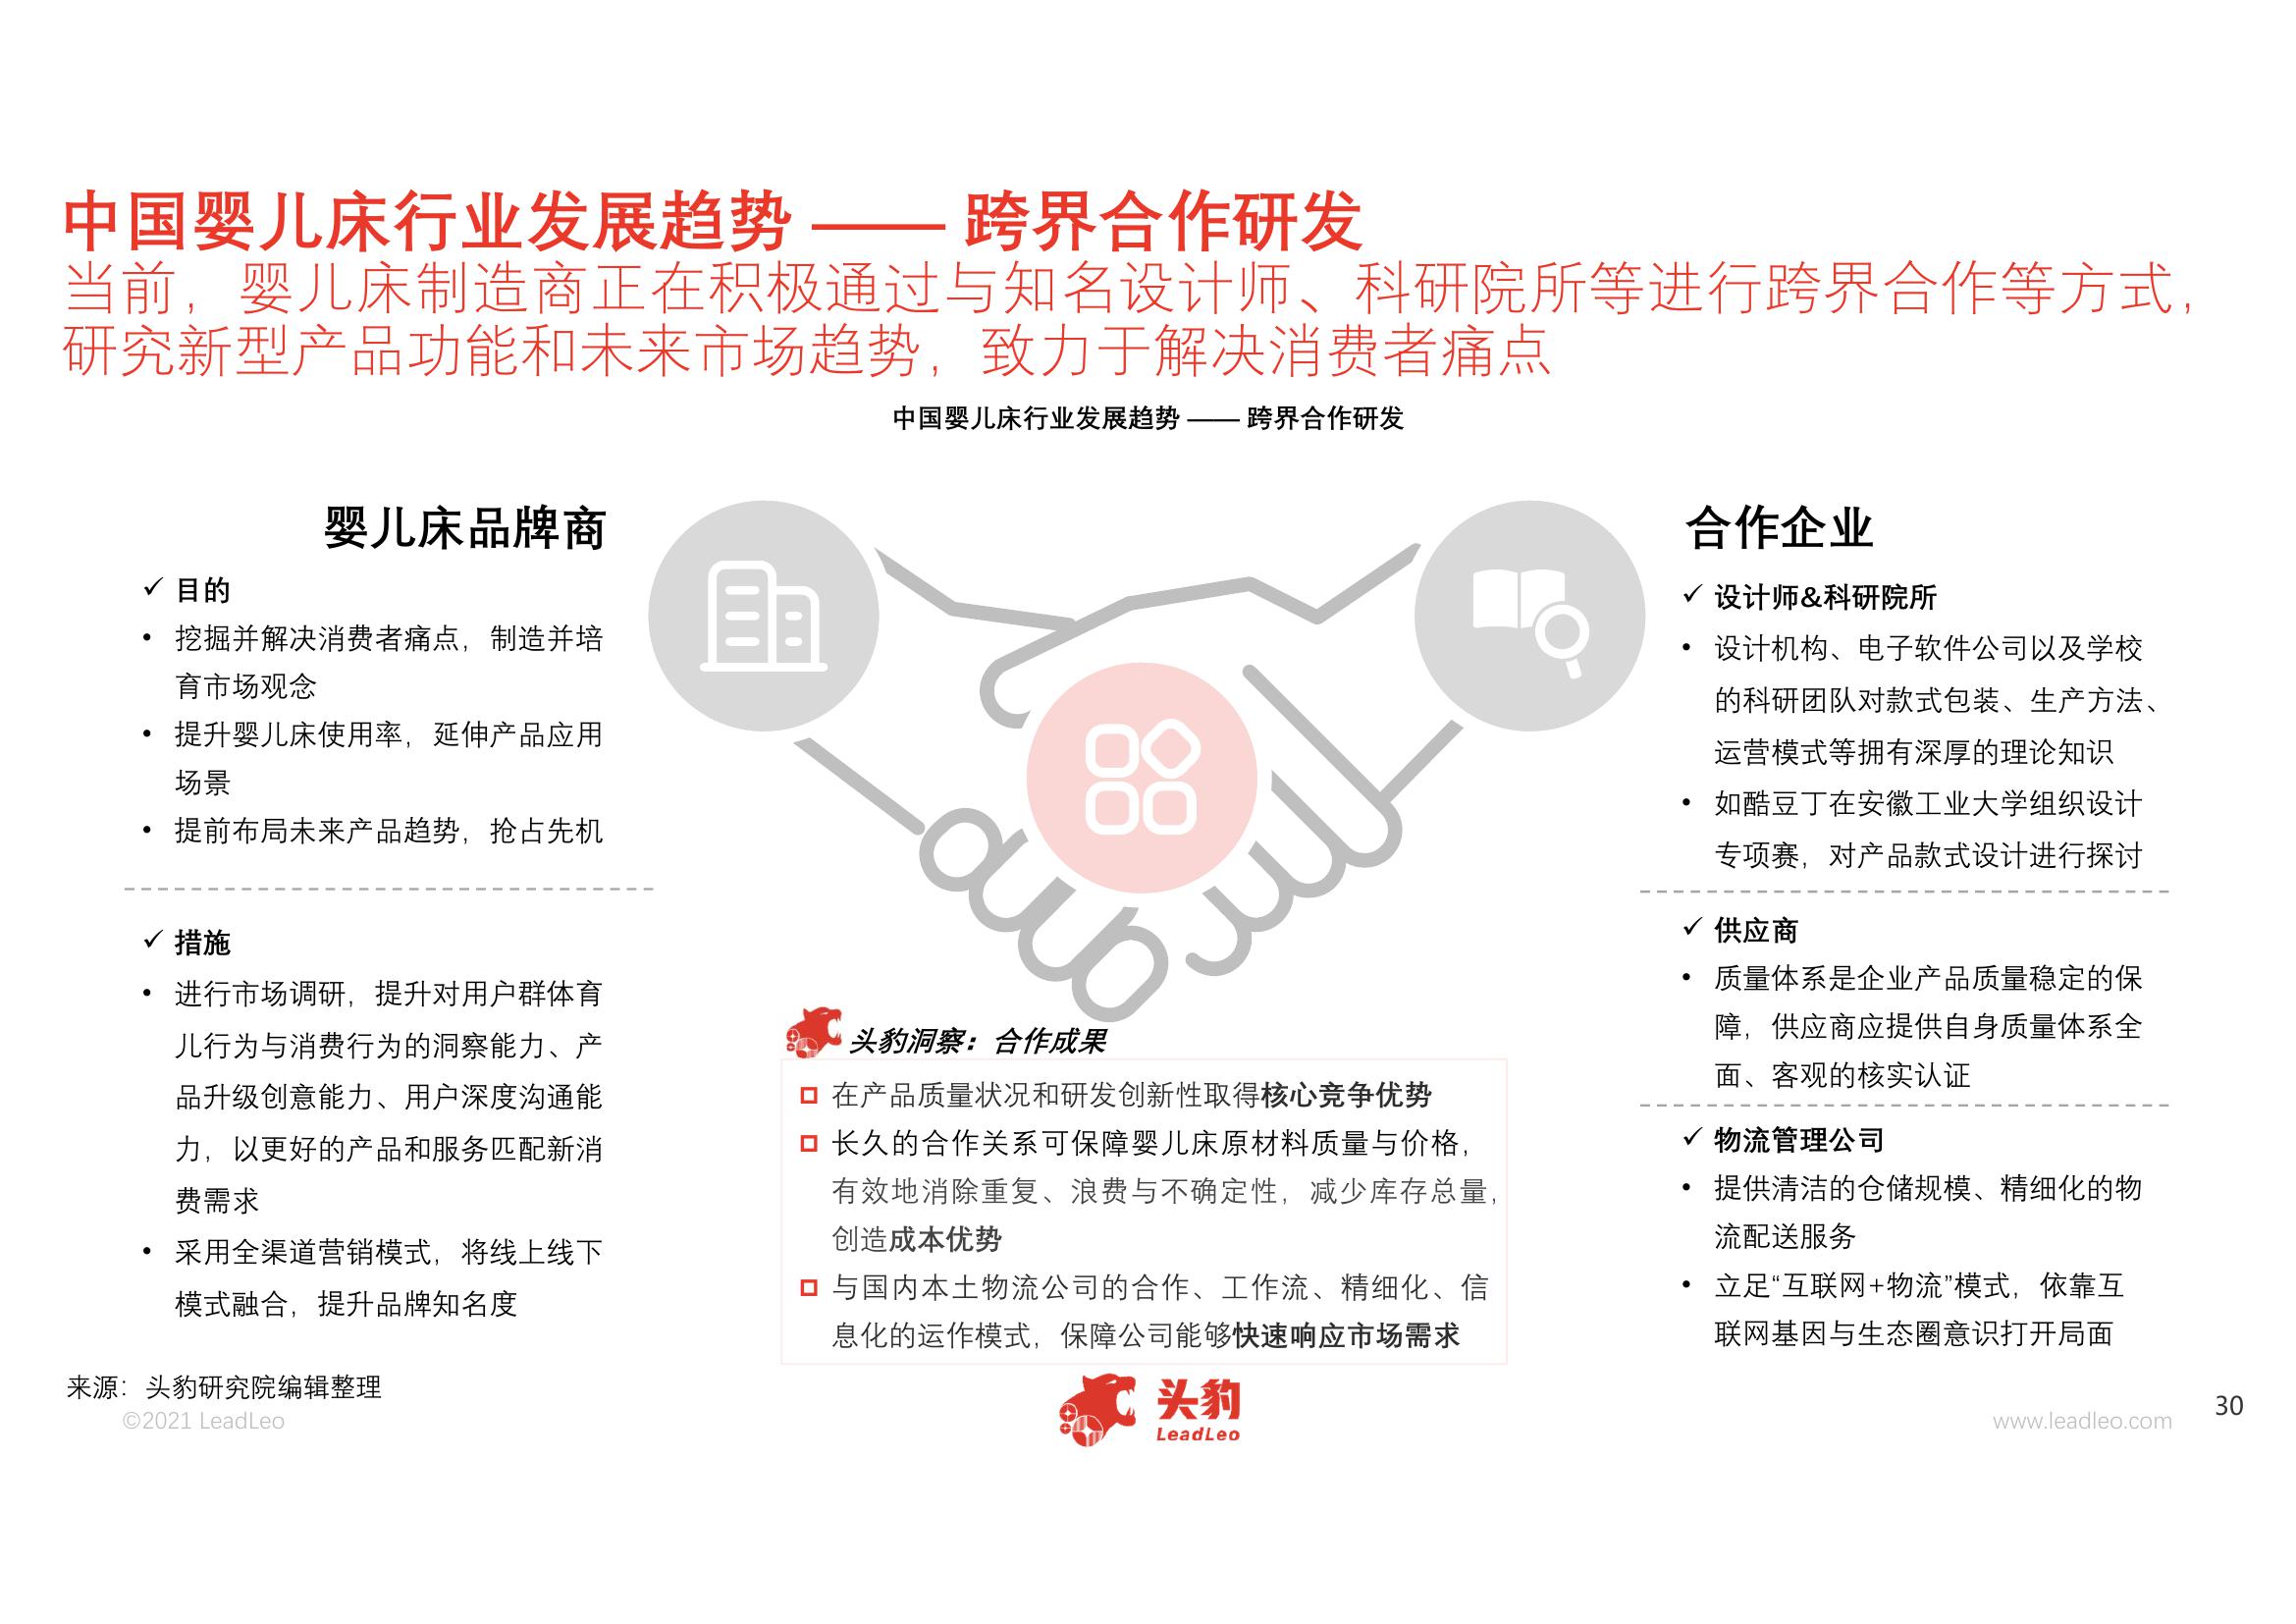 中国婴儿床行业发展趋势 —— 跨界合作研发
当前，婴儿床制造商正在积极通过与知名设计师、科研院所等进行跨界合作等方式，
研究新型产品功能和未来市场趋势，致力于解决消费者痛点
中国婴儿床行业发展趋势 —— 跨界合作研发
婴儿床品牌商
✓ 目的
• 挖掘并解决消费者痛点，制造并培
育市场观念
• 提升婴儿床使用率，延伸产品应用
场景
• 提前布局未来产品趋势，抢占先机
✓ 措施
• 进行市场调研，提升对用户群体育
儿行为与消费行为的洞察能力、产
品升级创意能力、用户深度沟通能
力，以更好的产品和服务匹配新消
费需求
• 采用全渠道营销模式，将线上线下
模式融合，提升品牌知名度
头豹洞察：合作成果
在产品质量状况和研发创新性取得核心竞争优势
长久的合作关系可保障婴儿床原材料质量与价格，
有效地消除重复、浪费与不确定性，减少库存总量，
创造成本优势
与国内本土物流公司的合作、工作流、精细化、信
息化的运作模式，保障公司能够快速响应市场需求
合作企业
✓ 设计师&科研院所
• 设计机构、电子软件公司以及学校
的科研团队对款式包装、生产方法、
运营模式等拥有深厚的理论知识
• 如酷豆丁在安徽工业大学组织设计
专项赛，对产品款式设计进行探讨
✓ 供应商
• 质量体系是企业产品质量稳定的保
障，供应商应提供自身质量体系全
面、客观的核实认证
✓ 物流管理公司
• 提供清洁的仓储规模、精细化的物
流配送服务
• 立足“互联网+物流”模式，依靠互
联网基因与生态圈意识打开局面
来源：头豹研究院编辑整理
©2021 LeadLeo
头豹
LeadLeo
www.leadleo.com
30